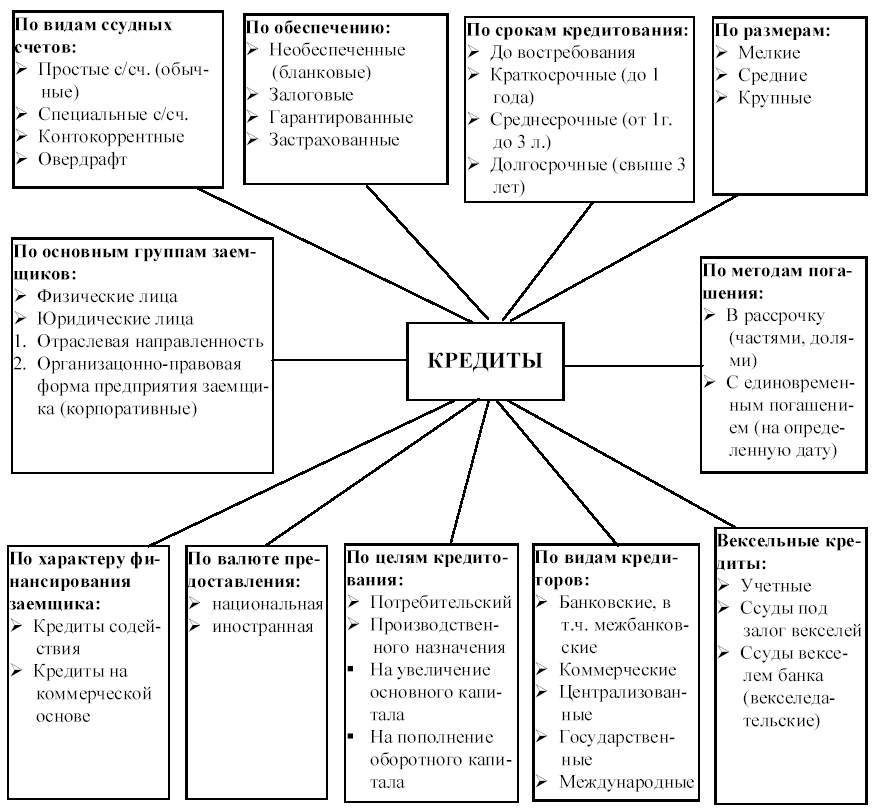 По видам ссудных
счетов:
➢ Простые с/сч. (обыч-
ные)
➢ Специальные с/сч.
➢ Контокоррентные
➢ Овердрафт
По обеспечению:
➢ Необеспеченные
(бланковые)
➢ Залоговые
➢ Гарантированные
➢ Застрахованные
По срокам кредитования:
➢ До востребования
➢ Краткосрочные (до 1
года)
➢ Среднесрочные (от 1г.
до 3 л.)
➢ Долгосрочные (свыше 3
лет)
По размерам:
➢ Мелкие
➢ Средние
➢ Крупные
По основным группам заем-
щиков:
➢ Физические лица
➢ Юридические лица
1. Отраслевая направленность
2. Организацонно-правовая
форма предприятия заемщи-
ка (корпоративные)
КРЕДИТЫ
По методам пога-
шения:
➢ В рассрочку
(частями, доля-
ми)
➢ С единовремен-
ным погашени-
ем (на опреде-
ленную дату)
По характеру фи-
нансирования
заемщика:
➢ Кредиты содей-
ствия
➢ Кредиты на
коммерческой
основе
По валюте пре-
доставления:
➢ национальная
➢ иностранная
По целям кредито-
вания:
➢ Потребительский
➢ Производствен-
ного назначения
▪ На увеличение
основного капи-
тала
▪ На пополнение
оборотного капи-
тала
По видам креди-
торов:
➢ Банковские, в
т.ч. межбанков-
ские
➢ Коммерческие
➢ Централизован-
ные
➢ Государствен-
ные
➢ Международные
Вексельные кре-
диты:
➢ Учетные
➢ Ссуды под
залог векселей
➢ Ссуды вексе-
лем банка
(векселеда-
тельские)